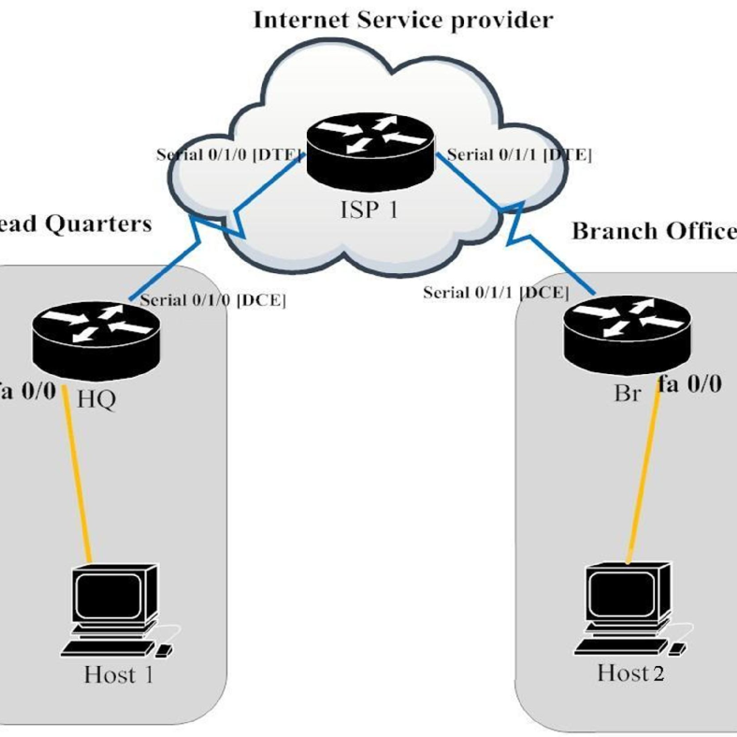 Internet Service provider
Serial 0/1/0 [DTE]
Serial 0/1/1 [DTE]
ISP 1
ead Quarters
Branch Office
Serial 0/1/0 [DCE]
Serial 0/1/1 [DCE]
fa 0/0
HQ
Br
fa 0/0
Host 1
Host 2